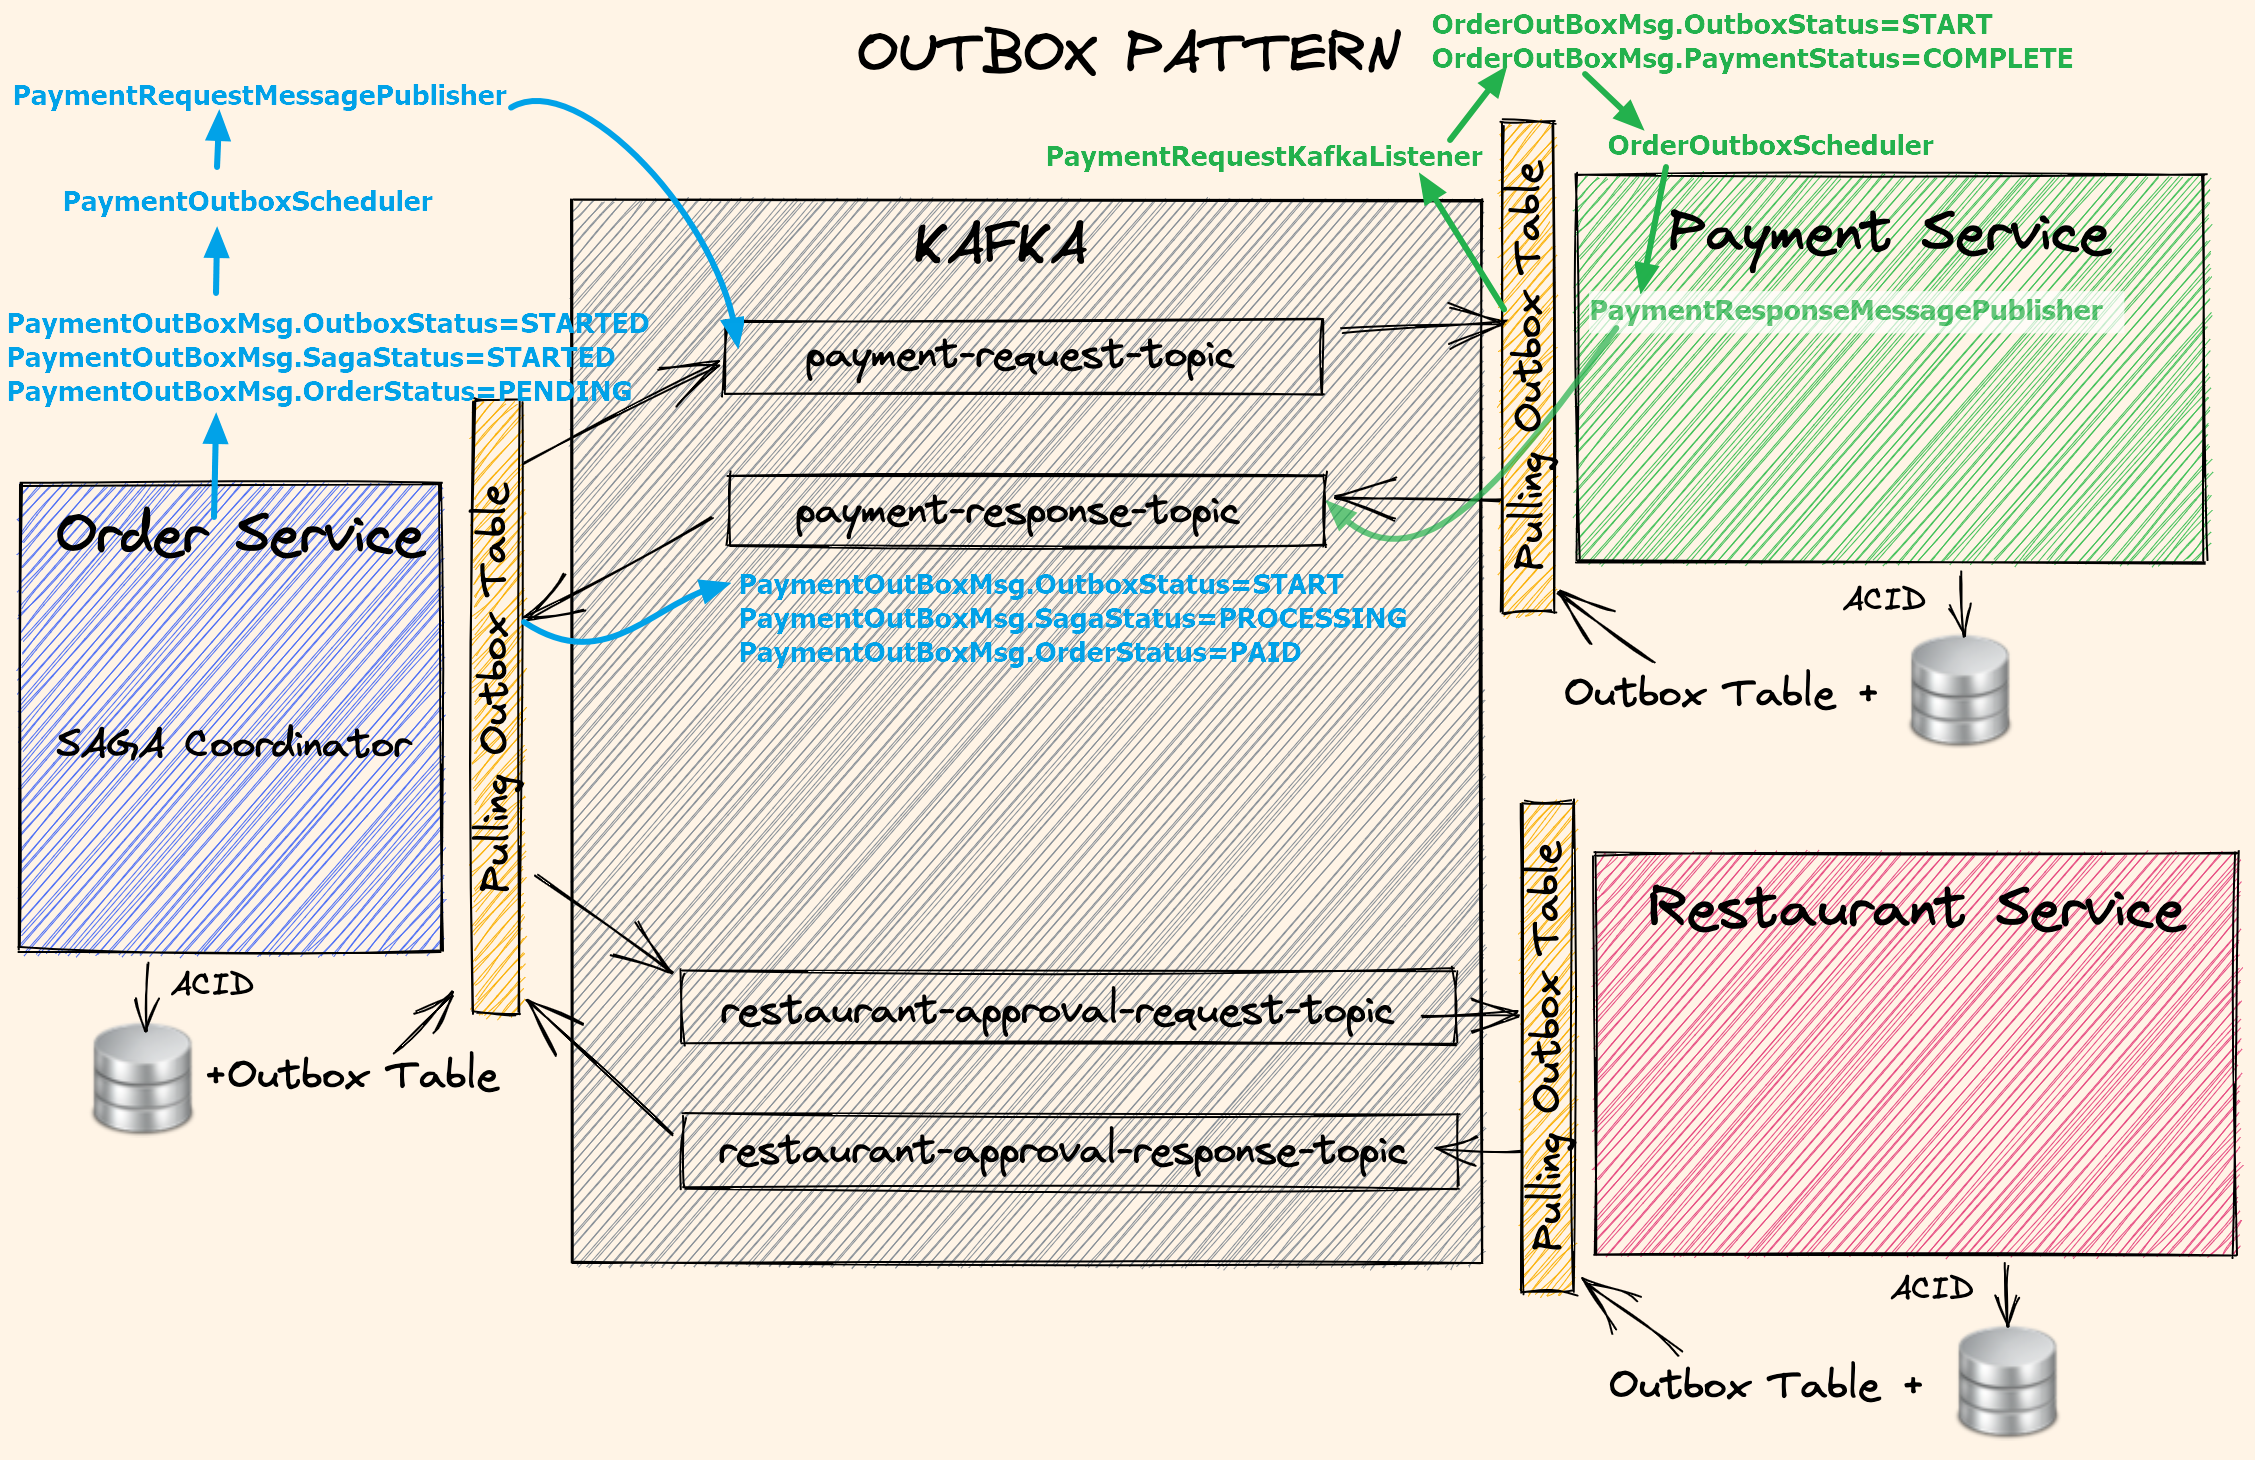 OUTBOX PATTERN
OrderOutBoxMsg.OutboxStatus=START
OrderOutBoxMsg.PaymentStatus=COMPLETE
PaymentRequestMessagePublisher
PaymentRequestKafkaListener
OrderOutboxScheduler
PaymentOutboxScheduler
KAFKA
Pulling Outbox Table
Payment Service
PaymentResponseMessagePublisher
PaymentOutBoxMsg.OutboxStatus=STARTED
PaymentOutBoxMsg.SagaStatus=STARTED
PaymentOutBoxMsg.OrderStatus=PENDING
payment-request-topic
Order Service
Pulling Outbox Table
payment-response-topic
PaymentOutBoxMsg.OutboxStatus=START
PaymentOutBoxMsg.SagaStatus=PROCESSING
PaymentOutBoxMsg.OrderStatus=PAID
ACID
Outbox Table +
SAGA Coordinator
Pulling Outbox Table
Restaurant Service
ACID
+Outbox Table
restaurant-approval-request-topic
restaurant-approval-response-topic
ACID
Outbox Table +